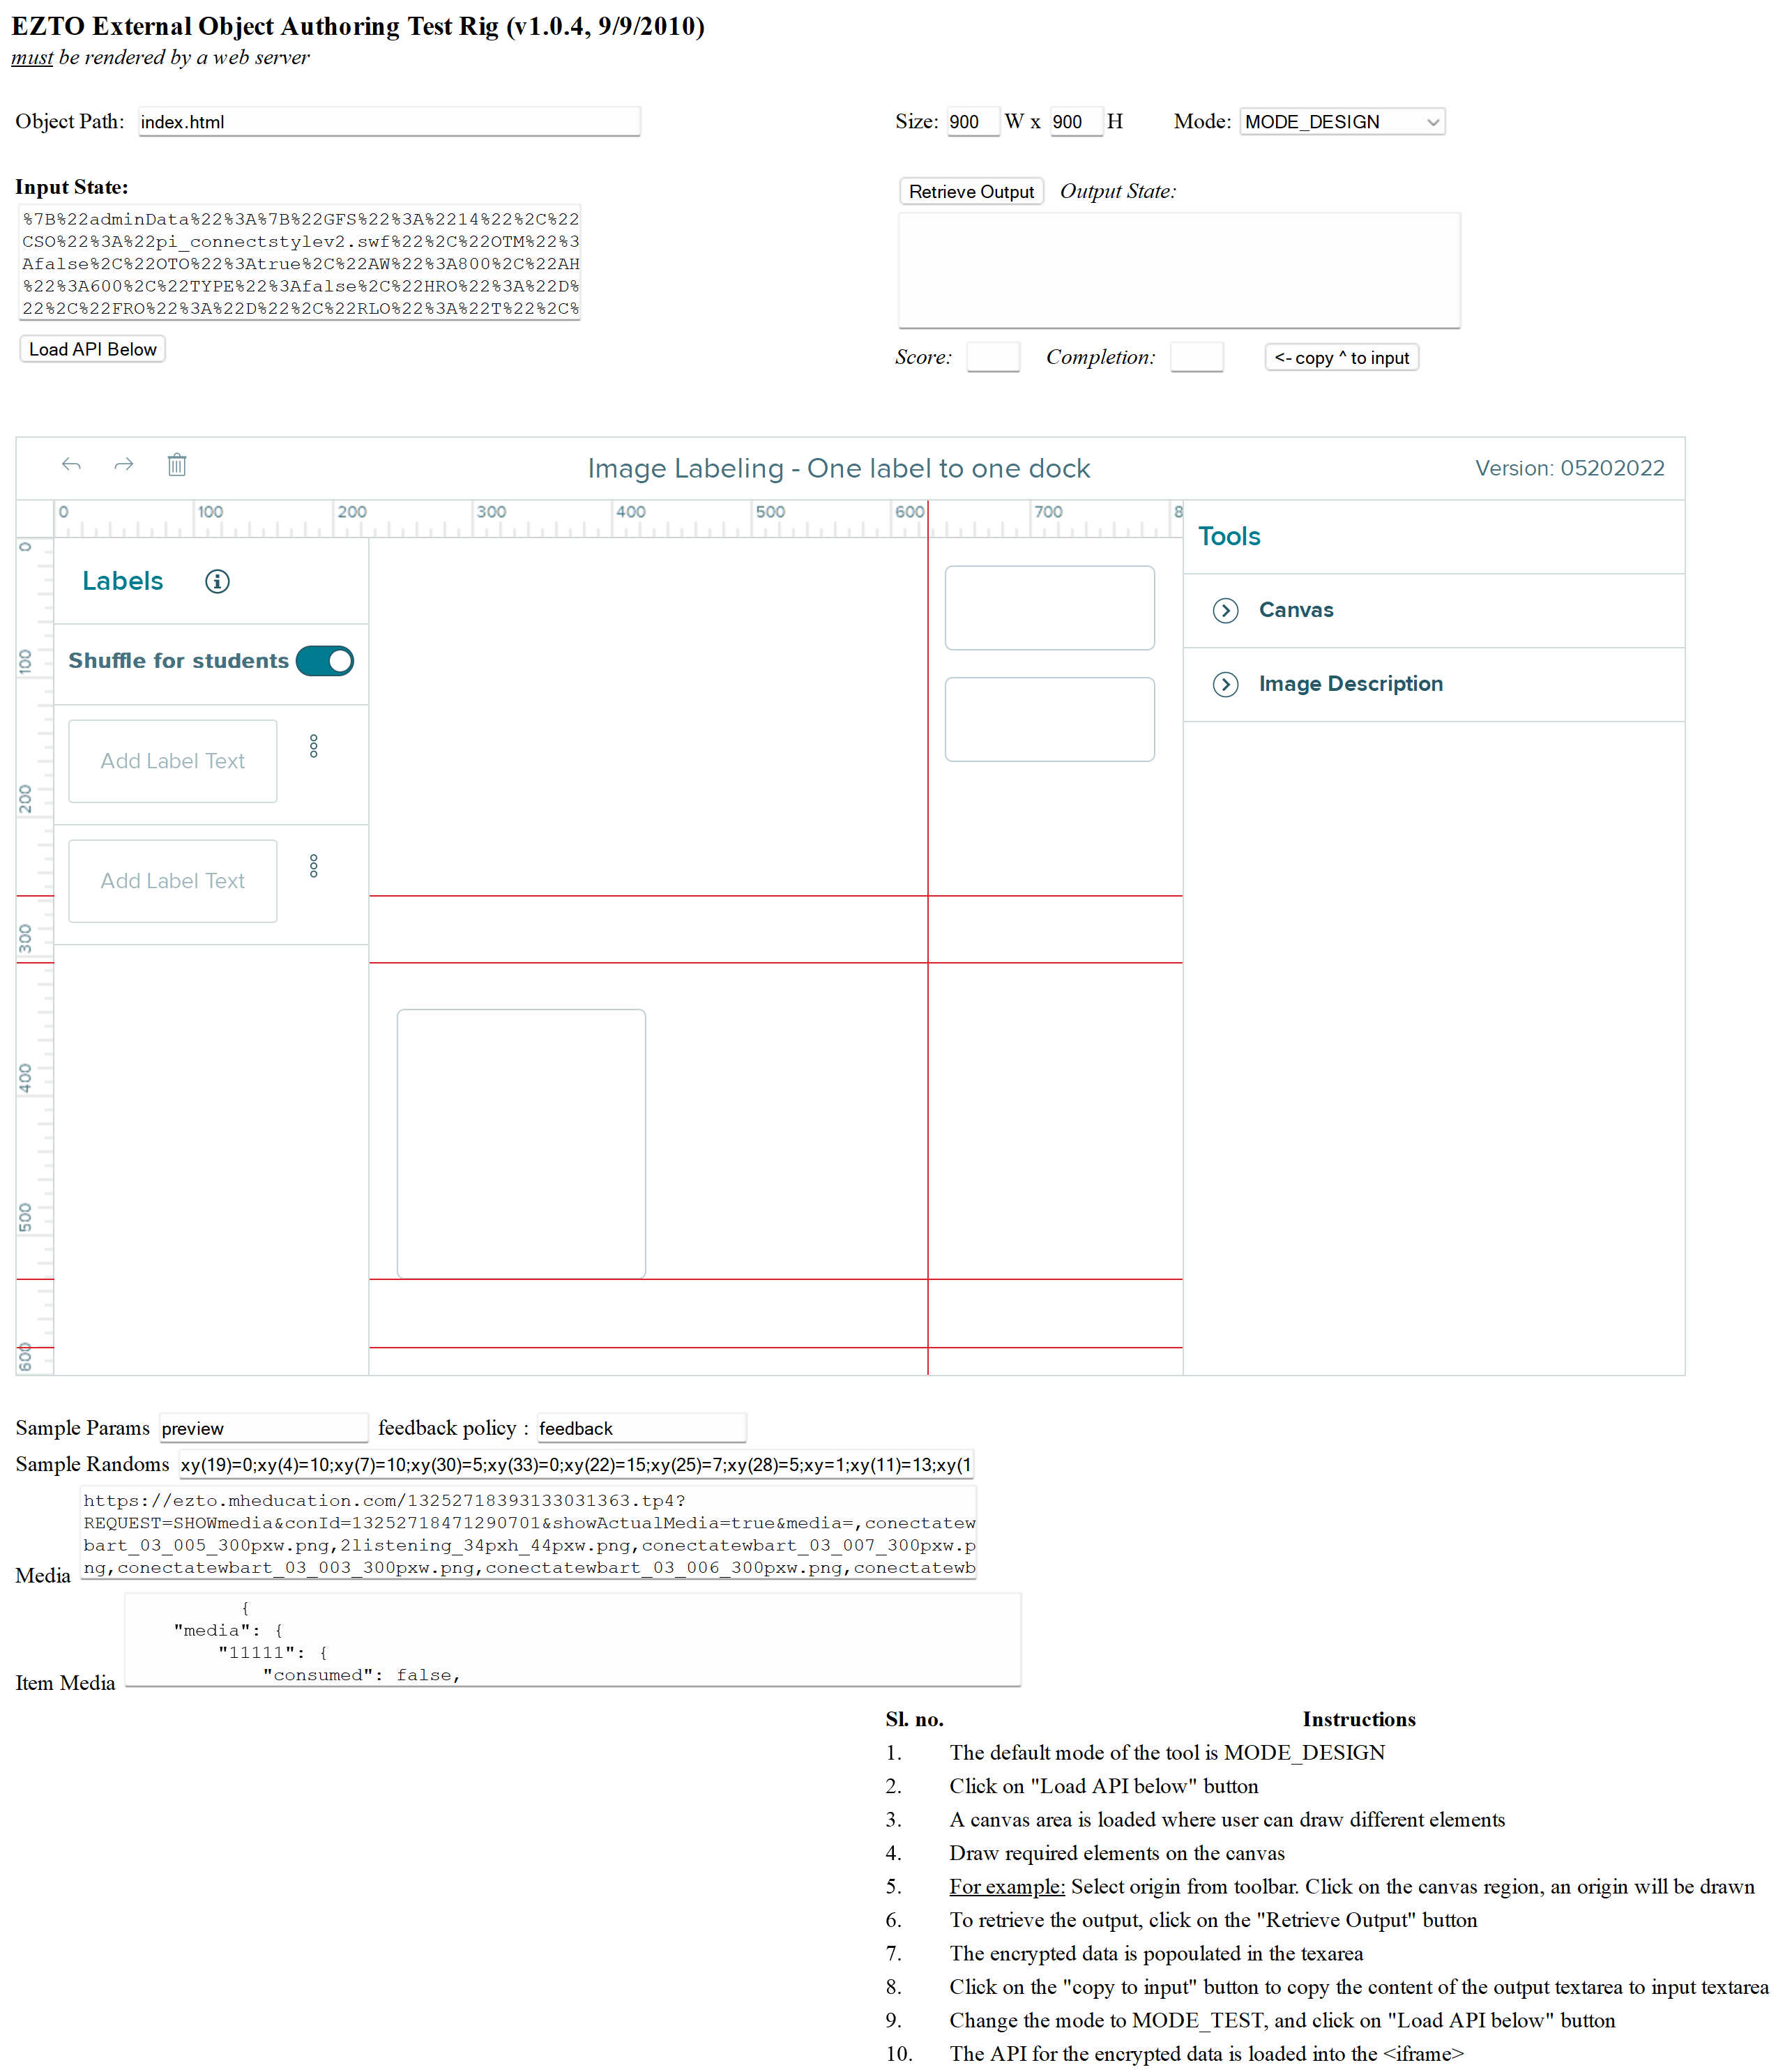 EZTO External Object Authoring Test Rig (v1.0.4, 9/9/2010)
must be rendered by a web server
Object Path: index.html
Size: 900 W x 900 H Mode: MODE_DESIGN
Input State:
%7B%22adminData%22%3A%7B%22GFS%22%3A%2214%22%2C%22
CSO%22%3A%22pi_connectstylev2.swf%22%2C%22OTM%22%3
Afalse%2C%22OTO%22%3Atrue%2C%22AW%22%3A800%2C%22AH
%22%3A600%2C%22TYPE%22%3Afalse%2C%22HRO%22%3A%22D%
22%2C%22FRO%22%3A%22D%22%2C%22RLO%22%3A%22T%22%2C%
Load API Below
Retrieve Output Output State:
Score: Completion: <- copy ^ to input
Image Labeling - One label to one dock
Version: 05202022
0 100 200 300 400 500 600 700 8
0
100
200
300
400
500
600
Labels
Shuffle for students
Add Label Text
Add Label Text
Tools
Canvas
Image Description
Sample Params preview feedback policy : feedback
Sample Randoms xy(19)=0;xy(4)=10;xy(7)=10;xy(30)=5;xy(33)=0;xy(22)=15;xy(25)=7;xy(28)=5;xy=1;xy(11)=13;xy(1
https://ezto.mheducation.com/13252718393133031363.tp4?
REQUEST=SHOWmedia&conId=13252718471290701&showActualMedia=true&media=,conectatew
bart_03_005_300pxw.png,2listening_34pxh_44pxw.png,conectatewbart_03_007_300pxw.p
ng,conectatewbart_03_003_300pxw.png,conectatewbart_03_006_300pxw.png,conectatewb
Media
{
"media": {
"11111": {
"consumed": false,
Item Media
Sl. no. Instructions
1. The default mode of the tool is MODE_DESIGN
2. Click on "Load API below" button
3. A canvas area is loaded where user can draw different elements
4. Draw required elements on the canvas
5. For example: Select origin from toolbar. Click on the canvas region, an origin will be drawn
6. To retrieve the output, click on the "Retrieve Output" button
7. The encrypted data is popoulated in the texarea
8. Click on the "copy to input" button to copy the content of the output textarea to input textarea
9. Change the mode to MODE_TEST, and click on "Load API below" button
10. The API for the encrypted data is loaded into the <iframe>